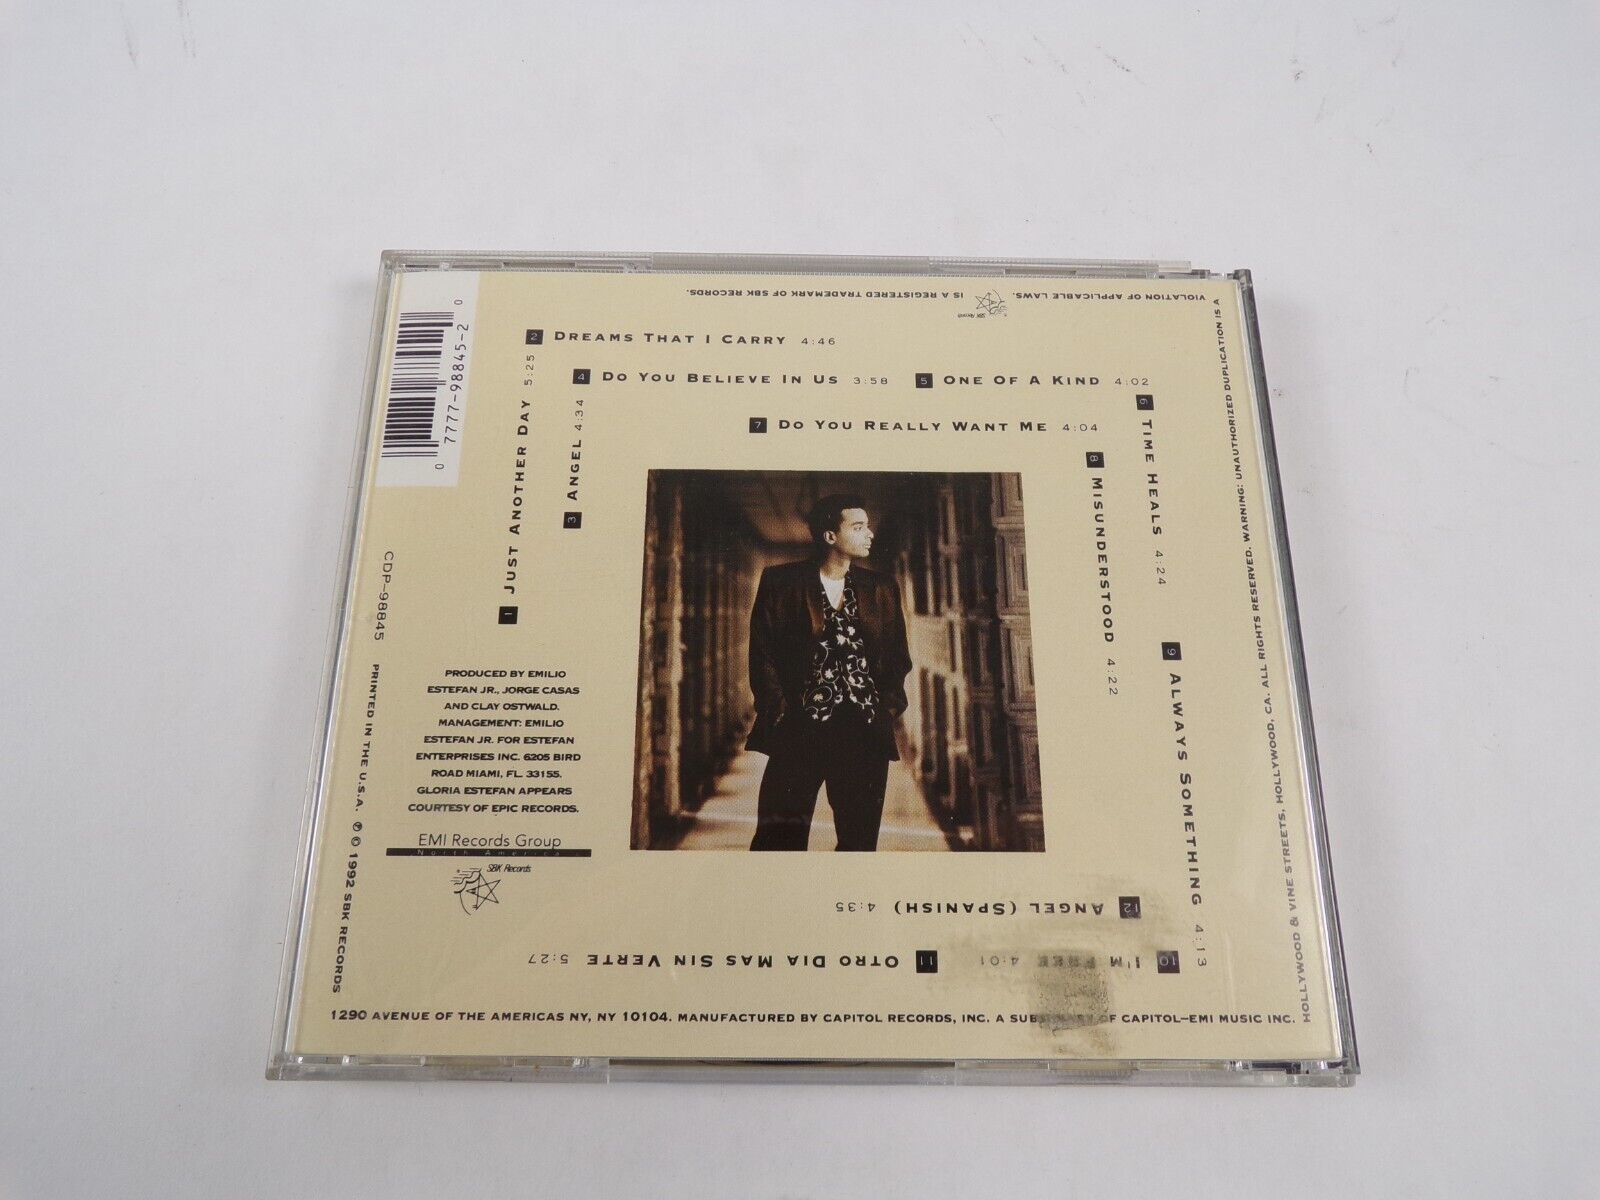 0 7777-98845-2 0
IS A REGISTERED TRADEMARK OF SBK RECORDS.
SBK Records
VIOLATION OF APPLICABLE LAWS.
1 JUST ANOTHER DAY 5:25
2 DREAMS THAT I CARRY 4:46
3 ANGEL 4:34
4 DO YOU BELIEVE IN US 3:58
5 ONE OF A KIND 4:02
6 TIME HEALS 4:24
7 DO YOU REALLY WANT ME 4:04
8 MISUNDERSTOOD 4:22
9 ALWAYS SOMETHING 4:13
10 I'M FREE 4:01
11 OTRO DIA MAS SIN VERTE 5:27
12 ANGEL (SPANISH) 4:35
PRODUCED BY EMILIO
ESTEFAN JR., JORGE CASAS
AND CLAY OSTWALD.
MANAGEMENT: EMILIO
ESTEFAN JR. FOR ESTEFAN
ENTERPRISES INC. 6205 BIRD
ROAD MIAMI, FL. 33155.
GLORIA ESTEFAN APPEARS
COURTESY OF EPIC RECORDS.
EMI Records Group
North America
SBK Records
CDP-98845 PRINTED IN THE U.S.A. ℗ © 1992 SBK RECORDS
1290 AVENUE OF THE AMERICAS NY, NY 10104. MANUFACTURED BY CAPITOL RECORDS, INC. A SUBSIDIARY OF CAPITOL-EMI MUSIC INC.
HOLLYWOOD & VINE STREETS, HOLLYWOOD, CA. ALL RIGHTS RESERVED. WARNING: UNAUTHORIZED DUPLICATION IS A